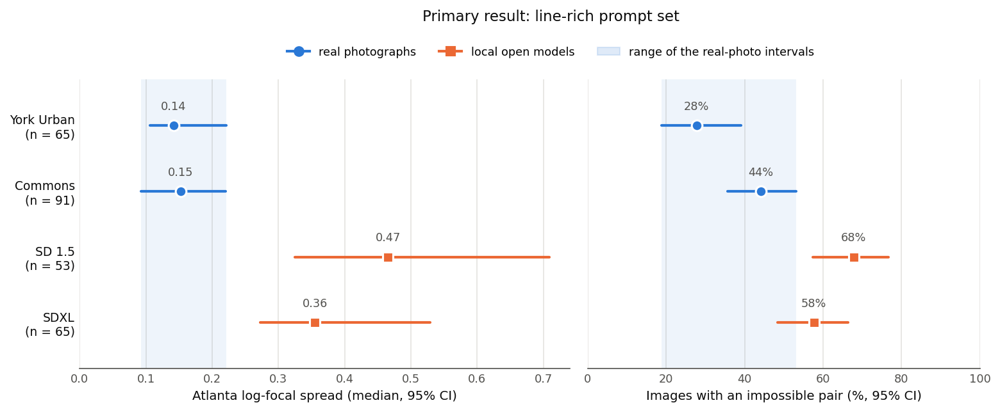 Primary result: line-rich prompt set
real photographs
local open models
range of the real-photo intervals
York Urban
(n = 65)
Commons
(n = 91)
SD 1.5
(n = 53)
SDXL
(n = 65)
0.14
0.15
0.47
0.36
0.0 0.1 0.2 0.3 0.4 0.5 0.6 0.7
Atlanta log-focal spread (median, 95% CI)
28%
44%
68%
58%
0 20 40 60 80 100
Images with an impossible pair (%, 95% CI)